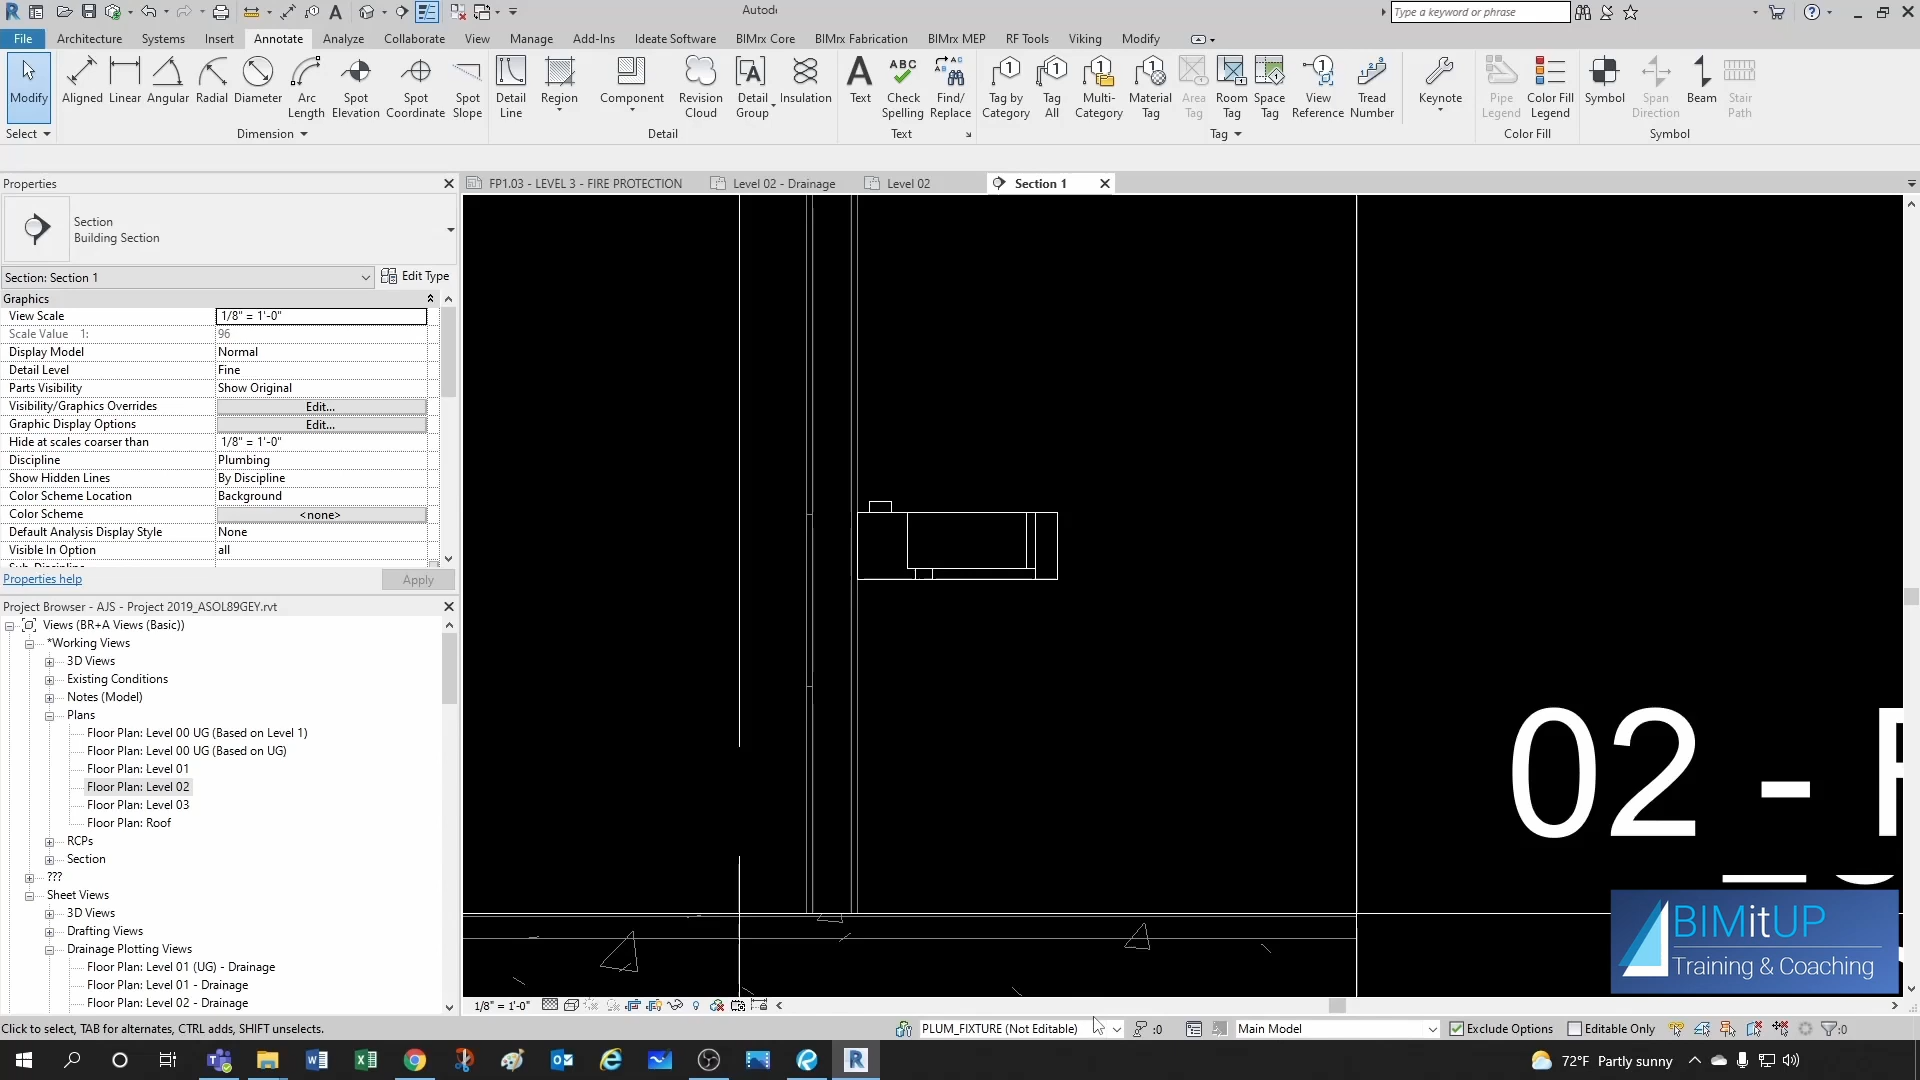 Autod
Type a keyword or phrase
File
Architecture
Systems
Insert
Annotate
Analyze
Collaborate
View
Manage
Add-Ins
Ideate Software
BIMrx Core
BIMrx Fabrication
BIMrx MEP
RF Tools
Viking
Modify
Modify
Aligned
Linear
Angular
Radial
Diameter
Arc Length
Spot Elevation
Spot Coordinate
Spot Slope
Detail Line
Region
Component
Revision Cloud
Detail Group
Insulation
Text
Check Spelling
Find/ Replace
Tag by Category
Tag All
Multi- Category
Material Tag
Area Tag
Room Tag
Space Tag
View Reference
Tread Number
Keynote
Pipe Legend
Color Fill Legend
Symbol
Span Direction
Beam
Stair Path
Select
Dimension
Detail
Text
Tag
Color Fill
Symbol
Properties
FP1.03 - LEVEL 3 - FIRE PROTECTION
Level 02 - Drainage
Level 02
Section 1
Section
Building Section
Section: Section 1
Edit Type
Graphics
View Scale 1/8" = 1'-0"
Scale Value 1: 96
Display Model Normal
Detail Level Fine
Parts Visibility Show Original
Visibility/Graphics Overrides Edit...
Graphic Display Options Edit...
Hide at scales coarser than 1/8" = 1'-0"
Discipline Plumbing
Show Hidden Lines By Discipline
Color Scheme Location Background
Color Scheme <none>
Default Analysis Display Style None
Visible In Option all
Properties help
Apply
Project Browser - AJS - Project 2019_ASOL89GEY.rvt
Views (BR+A Views (Basic))
*Working Views
3D Views
Existing Conditions
Notes (Model)
Plans
Floor Plan: Level 00 UG (Based on Level 1)
Floor Plan: Level 00 UG (Based on UG)
Floor Plan: Level 01
Floor Plan: Level 02
Floor Plan: Level 03
Floor Plan: Roof
RCPs
Section
???
Sheet Views
3D Views
Drafting Views
Drainage Plotting Views
Floor Plan: Level 01 (UG) - Drainage
Floor Plan: Level 01 - Drainage
Floor Plan: Level 02 - Drainage
02 -
BIMitUP
Training & Coaching
1/8" = 1'-0"
Click to select, TAB for alternates, CTRL adds, SHIFT unselects.
PLUM_FIXTURE (Not Editable)
:0
Main Model
Exclude Options
Editable Only
:0
72°F Partly sunny